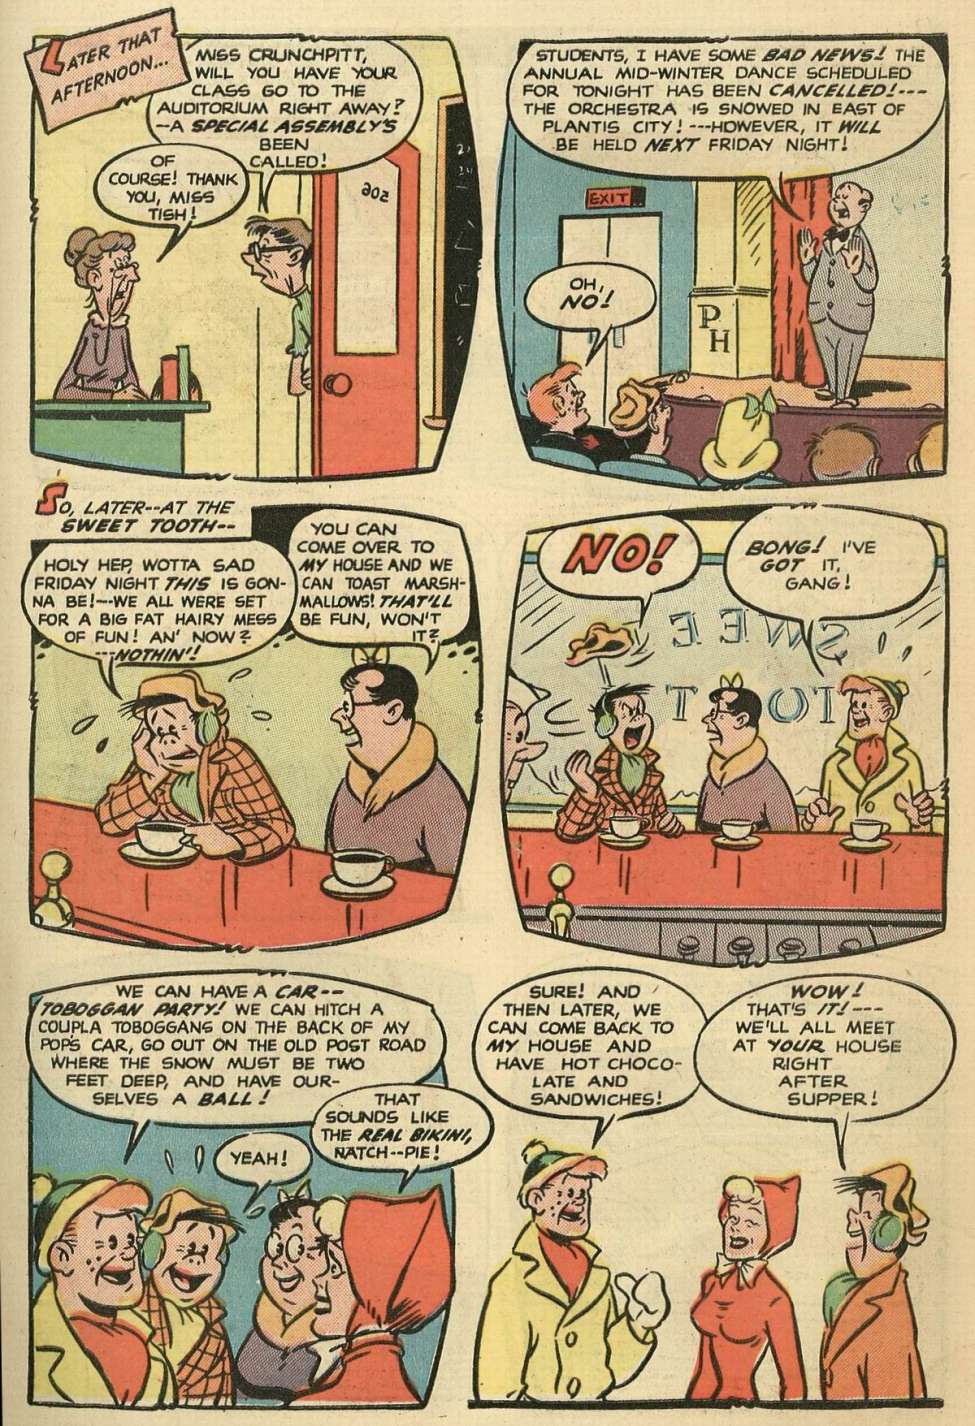 LATER THAT
AFTERNOON...
MISS CRUNCHPITT,
WILL YOU HAVE YOUR
CLASS GO TO THE
AUDITORIUM RIGHT AWAY?
--A SPECIAL ASSEMBLY'S
BEEN
CALLED!
OF
COURSE! THANK
YOU, MISS
TISH!
505
STUDENTS, I HAVE SOME BAD NEWS! THE
ANNUAL MID-WINTER DANCE SCHEDULED
FOR TONIGHT HAS BEEN CANCELLED!---
THE ORCHESTRA IS SNOWED IN EAST OF
PLANTIS CITY!---HOWEVER, IT WILL
BE HELD NEXT FRIDAY NIGHT!
EXIT
OH,
NO!
P
H
SO, LATER--AT THE
SWEET TOOTH--
HOLY HEP, WOTTA SAD
FRIDAY NIGHT THIS IS GON-
NA BE!--WE ALL WERE SET
FOR A BIG FAT HAIRY MESS
OF FUN! AN' NOW?
---NOTHIN'!
YOU CAN
COME OVER TO
MY HOUSE AND WE
CAN TOAST MARSH-
MALLOWS! THAT'LL
BE FUN, WON'T
IT?
NO!
BONG! I'VE
GOT IT,
GANG!
SWEE
TOOT
WE CAN HAVE A CAR--
TOBOGGAN PARTY! WE CAN HITCH A
COUPLA TOBOGGANS ON THE BACK OF MY
POP'S CAR, GO OUT ON THE OLD POST ROAD
WHERE THE SNOW MUST BE TWO
FEET DEEP, AND HAVE OUR-
SELVES A BALL!
YEAH!
THAT
SOUNDS LIKE
THE REAL BIKINI,
NATCH--PIE!
SURE! AND
THEN LATER, WE
CAN COME BACK TO
MY HOUSE AND
HAVE HOT CHOCO-
LATE AND
SANDWICHES!
WOW!
THAT'S IT!----
WE'LL ALL MEET
AT YOUR HOUSE
RIGHT
AFTER
SUPPER!